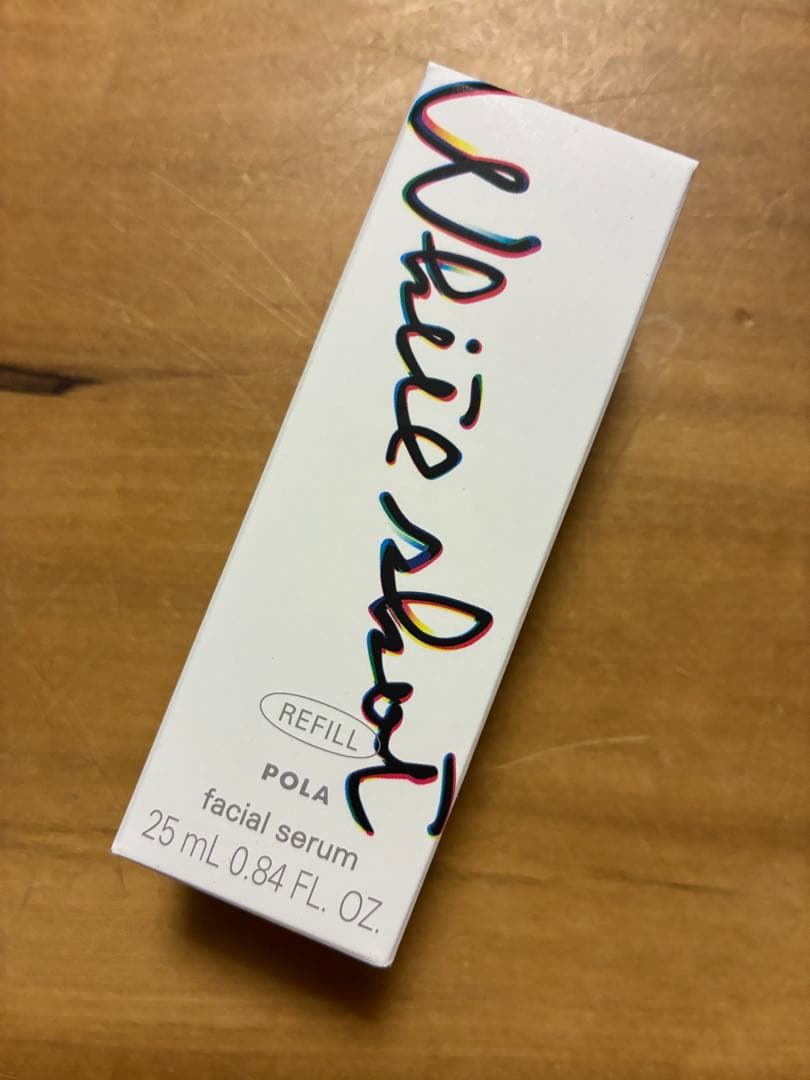 White shot
REFILL
POLA
facial serum
25 mL 0.84 FL. OZ.